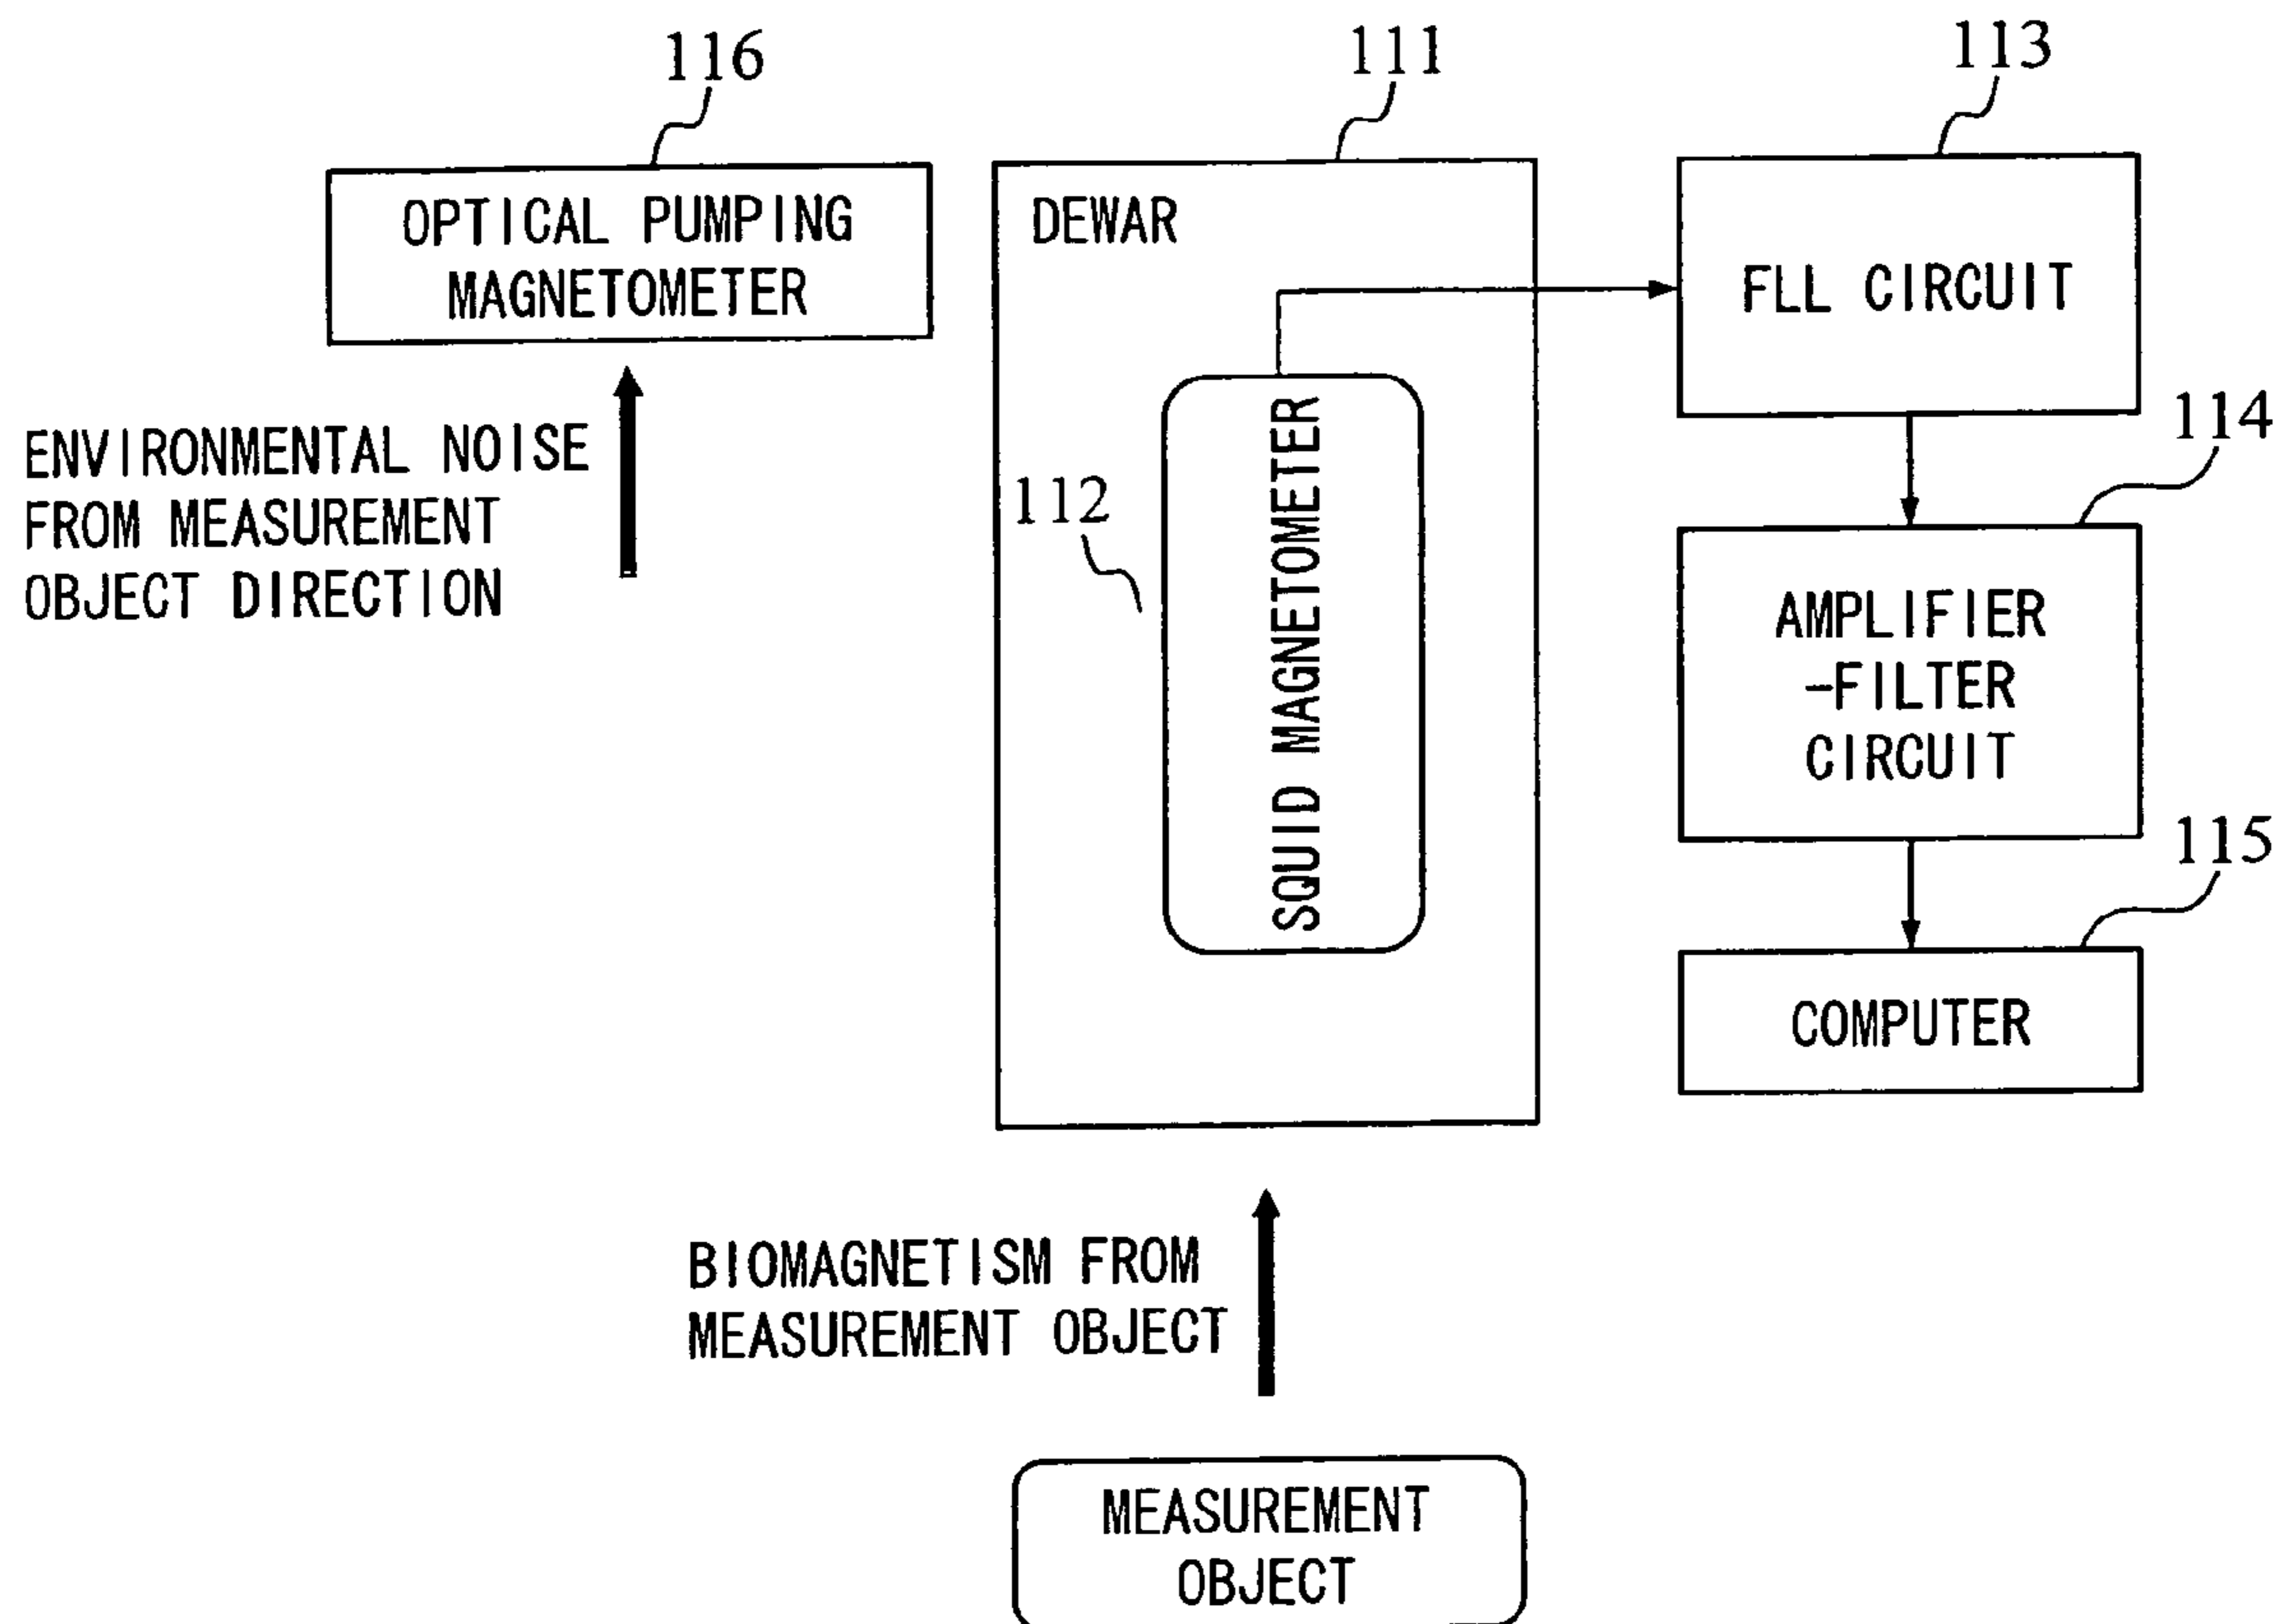 116
111
113
OPTICAL PUMPING
MAGNETOMETER
DEWAR
FLL CIRCUIT
ENVIRONMENTAL NOISE
FROM MEASUREMENT
OBJECT DIRECTION
112
SQUID MAGNETOMETER
114
AMPLIFIER
-FILTER
CIRCUIT
115
COMPUTER
BIOMAGNETISM FROM
MEASUREMENT OBJECT
MEASUREMENT
OBJECT